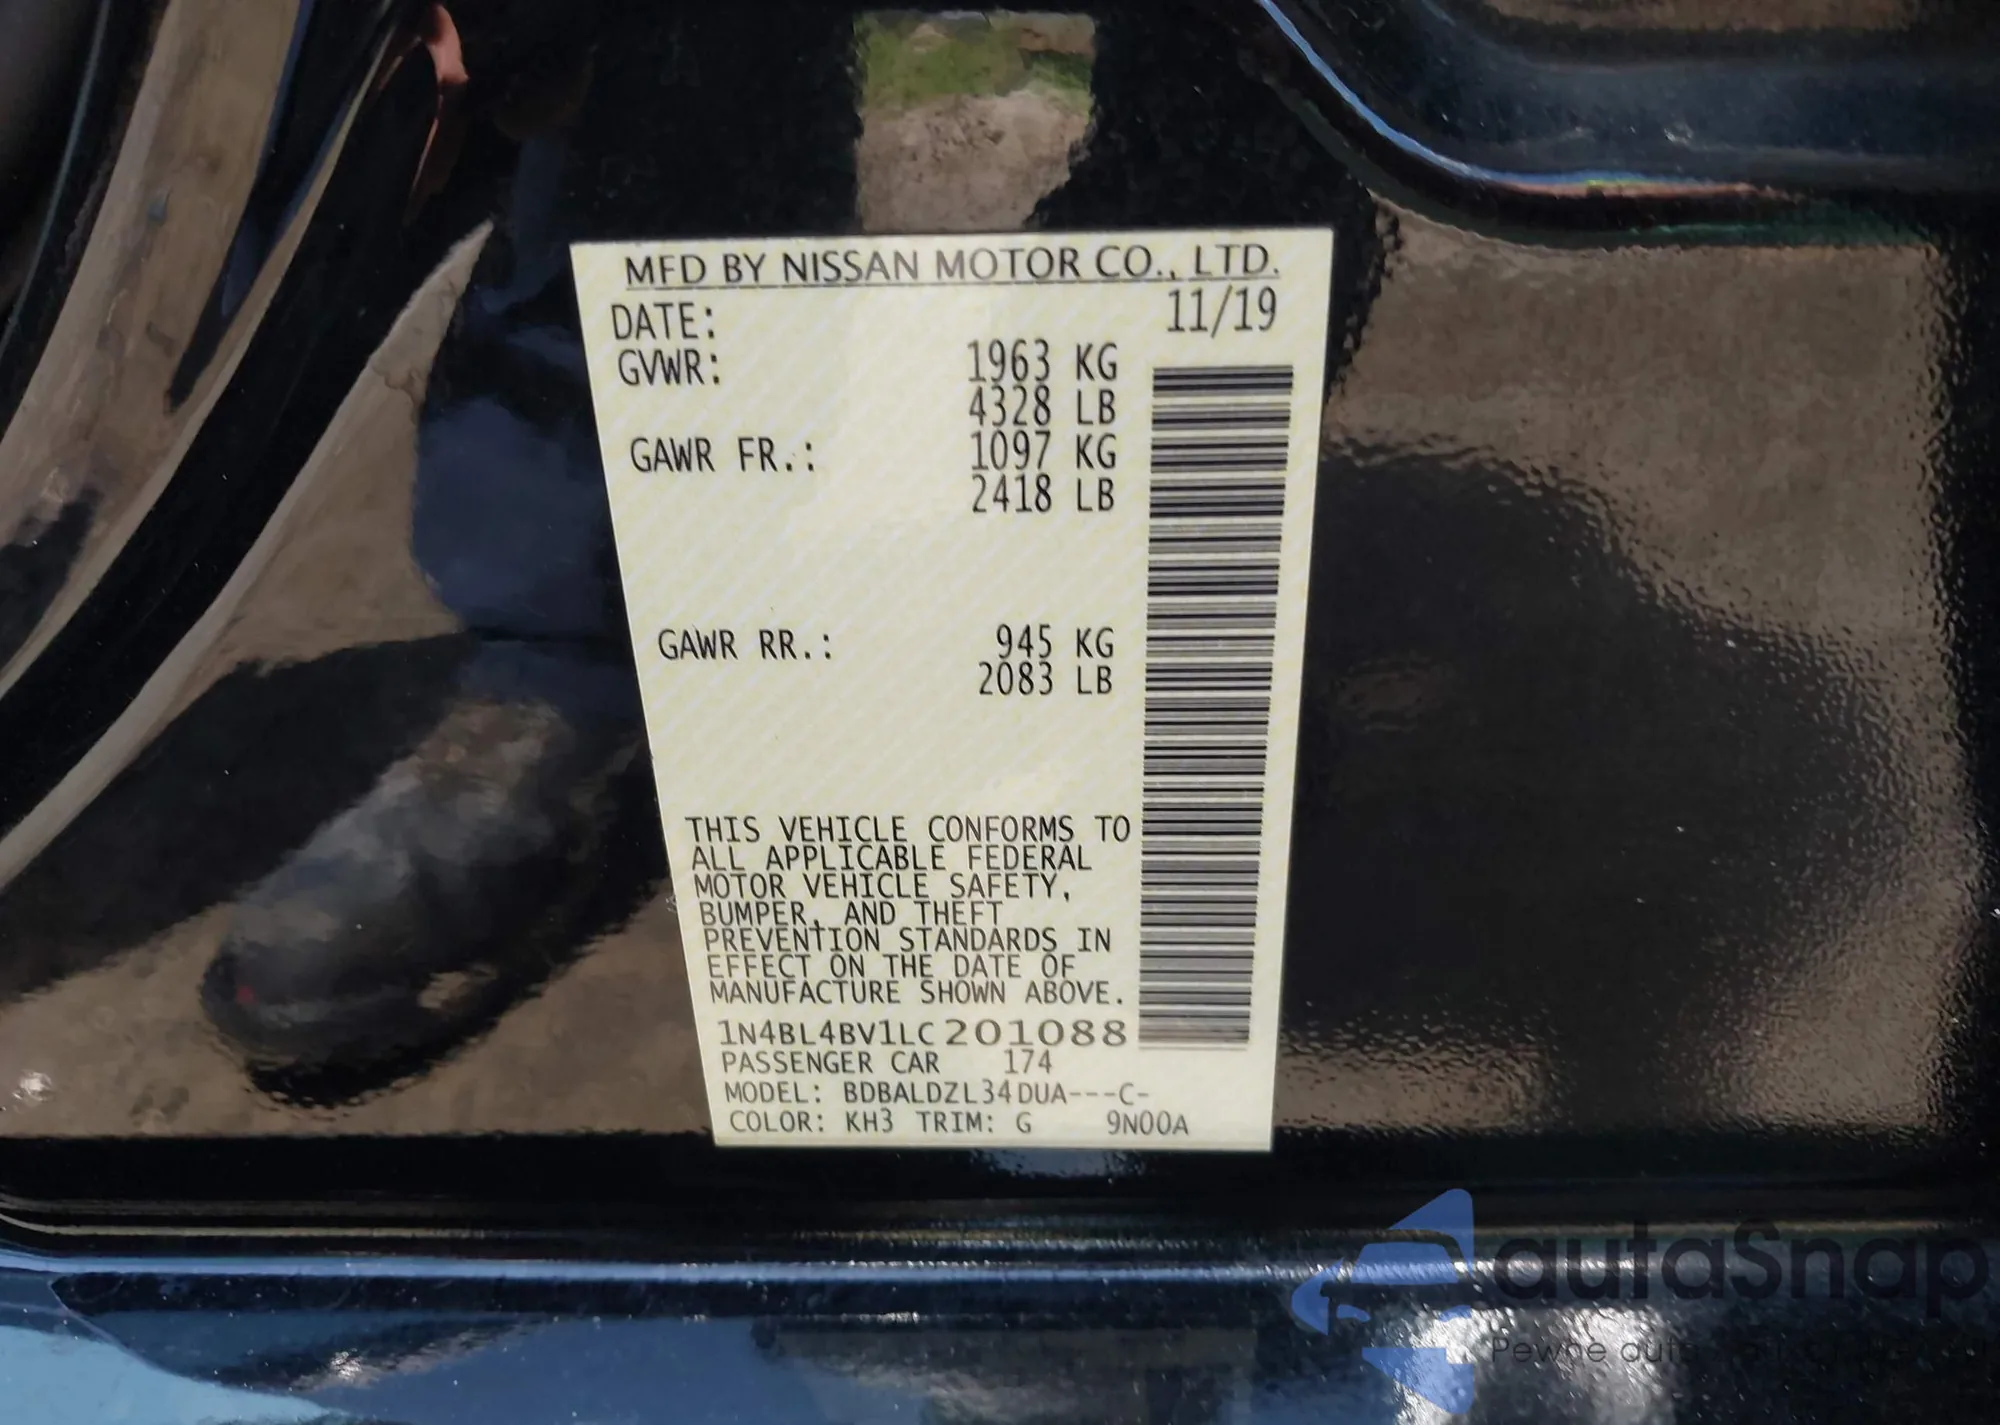 MFD BY NISSAN MOTOR CO., LTD.
DATE: 11/19
GVWR: 1963 KG
4328 LB
GAWR FR.: 1097 KG
2418 LB
GAWR RR.: 945 KG
2083 LB
THIS VEHICLE CONFORMS TO
ALL APPLICABLE FEDERAL
MOTOR VEHICLE SAFETY,
BUMPER, AND THEFT
PREVENTION STANDARDS IN
EFFECT ON THE DATE OF
MANUFACTURE SHOWN ABOVE.
1N4BL4BV1LC201088
PASSENGER CAR 174
MODEL: BDBALDZL34DUA---C-
COLOR: KH3 TRIM: G 9N00A
autaSnap
Pewne auta